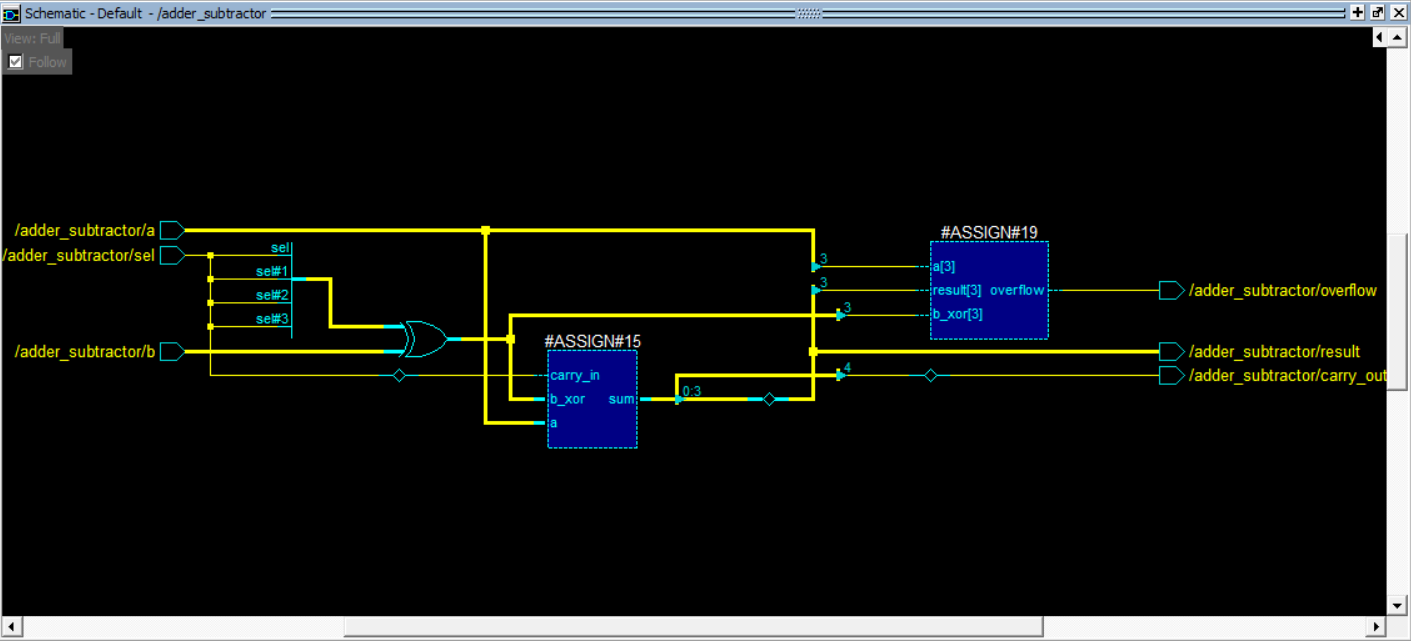 Schematic - Default - /adder_subtractor
View: Full
Follow
/adder_subtractor/a
/adder_subtractor/sel
sel
sel#1
sel#2
sel#3
/adder_subtractor/b
#ASSIGN#15
carry_in
b_xor sum
a
0:3
3
3
3
4
#ASSIGN#19
a[3]
result[3] overflow
b_xor[3]
/adder_subtractor/overflow
/adder_subtractor/result
/adder_subtractor/carry_out